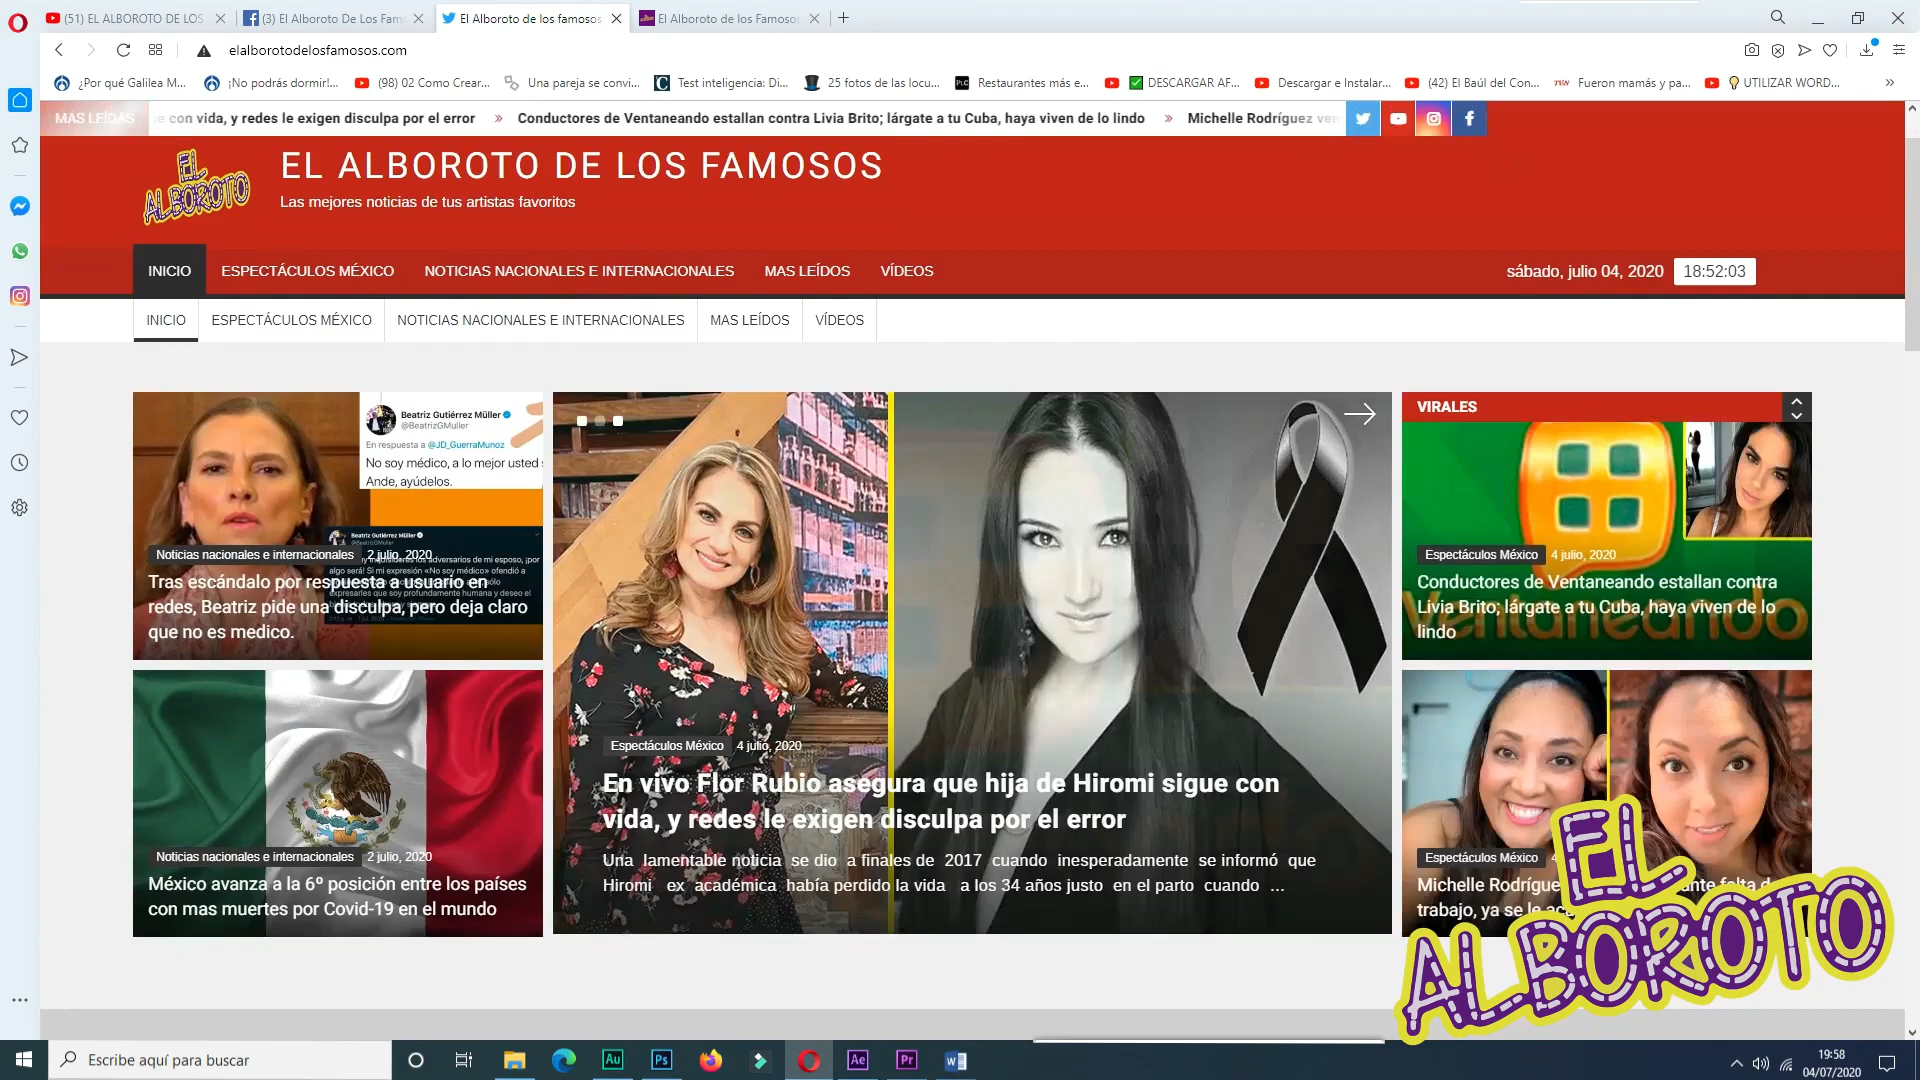 (51) EL ALBOROTO DE LOS
(3) El Alboroto De Los Fam
El Alboroto de los famosos
El Alboroto de los Famosos
elalborotodelosfamosos.com
¿Por qué Galilea M...
¡No podrás dormir!...
(98) 02 Como Crear...
Una pareja se convi...
Test inteligencia: Di...
25 fotos de las locu...
Restaurantes más e...
DESCARGAR AF...
Descargar e Instalar...
(42) El Baúl del Con...
Fueron mamás y pa...
UTILIZAR WORD...
MAS LEÍDAS
con vida, y redes le exigen disculpa por el error
Conductores de Ventaneando estallan contra Livia Brito; lárgate a tu Cuba, haya viven de lo lindo
Michelle Rodríguez
EL ALBOROTO
EL ALBOROTO DE LOS FAMOSOS
Las mejores noticias de tus artistas favoritos
INICIO ESPECTÁCULOS MÉXICO NOTICIAS NACIONALES E INTERNACIONALES MAS LEÍDOS VÍDEOS
sábado, julio 04, 2020 18:52:03
INICIO ESPECTÁCULOS MÉXICO NOTICIAS NACIONALES E INTERNACIONALES MAS LEÍDOS VÍDEOS
Beatriz Gutiérrez Müller
@BeatrizGMuller
En respuesta a @JD_GuerraMunoz
No soy médico, a lo mejor usted
Ande, ayúdelos.
Beatriz Gutiérrez Müller
Noticias nacionales e internacionales 2 julio, 2020
Tras escándalo por respuesta a usuario en
redes, Beatriz pide una disculpa, pero deja claro
que no es medico.
Noticias nacionales e internacionales 2 julio, 2020
México avanza a la 6º posición entre los países
con mas muertes por Covid-19 en el mundo
Espectáculos México 4 julio, 2020
En vivo Flor Rubio asegura que hija de Hiromi sigue con
vida, y redes le exigen disculpa por el error
Una lamentable noticia se dio a finales de 2017 cuando inesperadamente se informó que
Hiromi ex académica había perdido la vida a los 34 años justo en el parto cuando ...
VIRALES
Ventaneando
Espectáculos México 4 julio, 2020
Conductores de Ventaneando estallan contra
Livia Brito; lárgate a tu Cuba, haya viven de lo
lindo
Espectáculos México
Michelle Rodrígue
trabajo, ya se le
EL
ALBOROTO
Escribe aquí para buscar
Au
Ps
Ae
Pr
19:58
04/07/2020